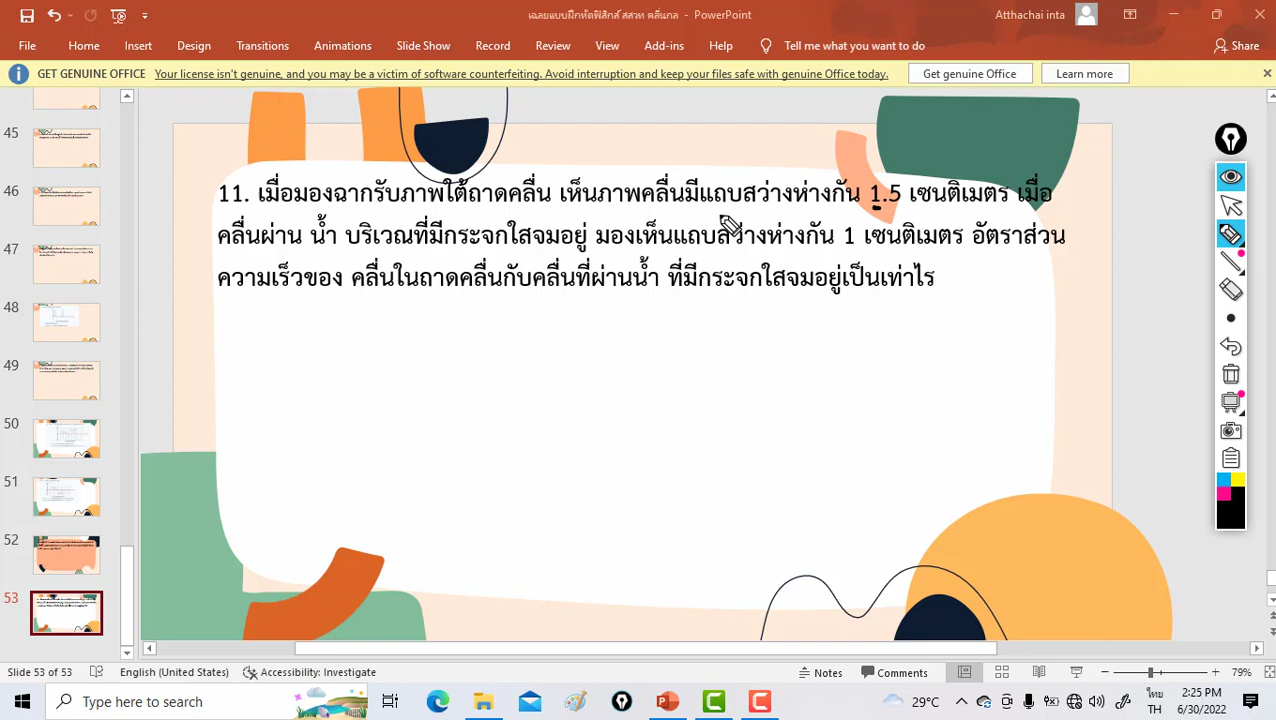 เฉลยแบบฝึกหัดฟิสิกส์ สสวท คลื่นกล - PowerPoint
Atthachai inta
File Home Insert Design Transitions Animations Slide Show Record Review View Add-ins Help Tell me what you want to do Share
GET GENUINE OFFICE Your license isn't genuine, and you may be a victim of software counterfeiting. Avoid interruption and keep your files safe with genuine Office today. Get genuine Office Learn more
45
46
47
48
49
50
51
52
53
11. เมื่อมองฉากรับภาพใต้ถาดคลื่น เห็นภาพคลื่นมีแถบสว่างห่างกัน 1.5 เซนติเมตร เมื่อ
คลื่นผ่าน น้ำ บริเวณที่มีกระจกใสจมอยู่ มองเห็นแถบสว่างห่างกัน 1 เซนติเมตร อัตราส่วน
ความเร็วของ คลื่นในถาดคลื่นกับคลื่นที่ผ่านน้ำ ที่มีกระจกใสจมอยู่เป็นเท่าไร
Slide 53 of 53 English (United States) Accessibility: Investigate Notes Comments 79%
Type here to search
29°C
ไทย
TH
2:25 PM
6/30/2022